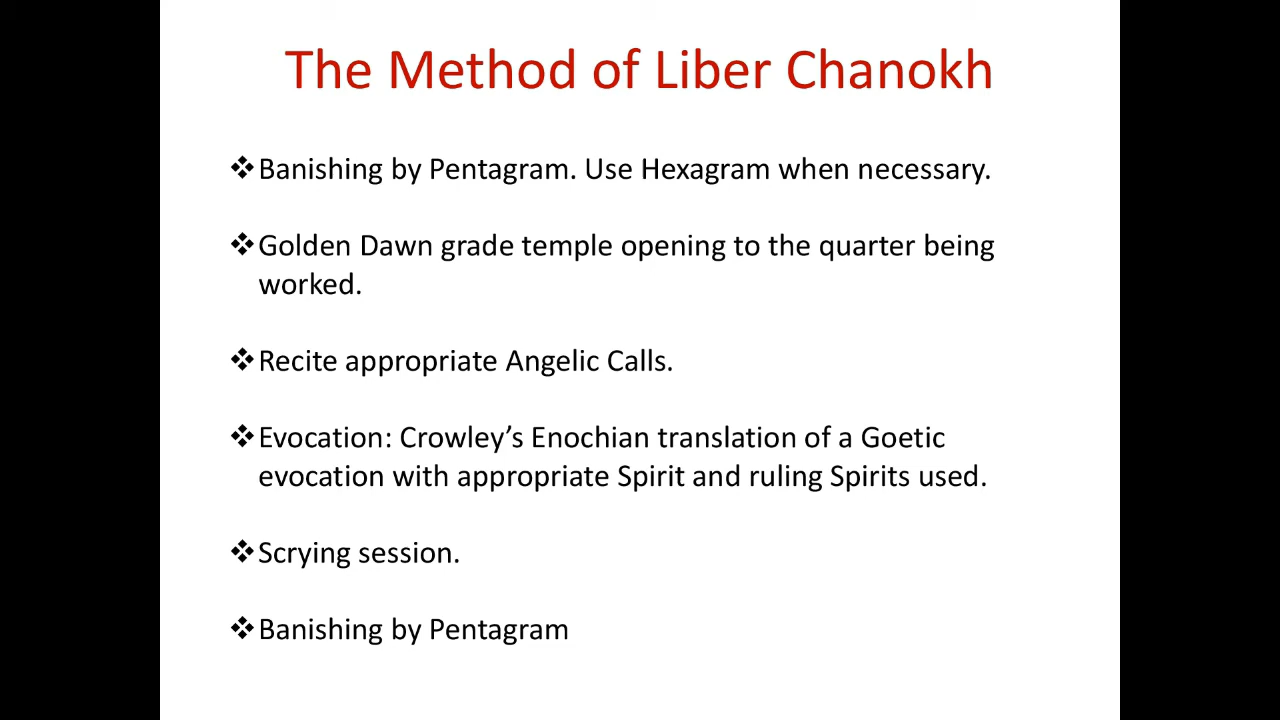 The Method of Liber Chanokh
❖Banishing by Pentagram. Use Hexagram when necessary.
❖Golden Dawn grade temple opening to the quarter being
worked.
❖Recite appropriate Angelic Calls.
❖Evocation: Crowley’s Enochian translation of a Goetic
evocation with appropriate Spirit and ruling Spirits used.
❖Scrying session.
❖Banishing by Pentagram